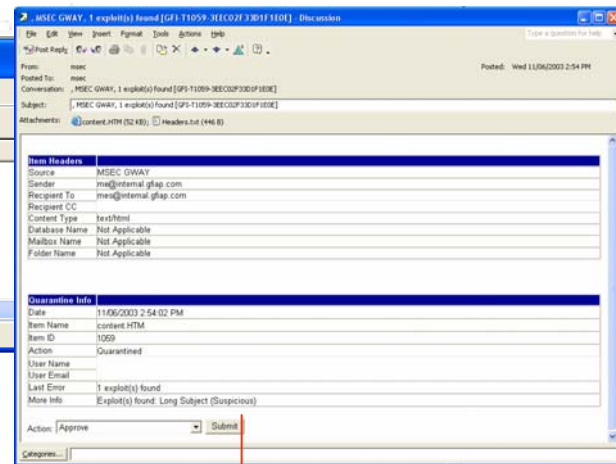 , MSEC GWAY, 1 exploit(s) found [GFI-T1059-3EEC02F33D1F1E0E] - Discussion
File Edit View Insert Format Tools Actions Help
Type a question for help
Post Reply
From: msec
Posted: Wed 11/06/2003 2:54 PM
Posted To: msec
Conversation: , MSEC GWAY, 1 exploit(s) found [GFI-T1059-3EEC02F33D1F1E0E]
Subject: , MSEC GWAY, 1 exploit(s) found [GFI-T1059-3EEC02F33D1F1E0E]
Attachments: content.HTM (52 KB); Headers.txt (446 B)
Item Headers
Source MSEC GWAY
Sender me@internal.gfiap.com
Recipient To mes@internal.gfiap.com
Recipient CC
Content Type text/html
Database Name Not Applicable
Mailbox Name Not Applicable
Folder Name Not Applicable
Quarantine Info
Date 11/06/2003 2:54:02 PM
Item Name content.HTM
Item ID 1059
Action Quarantined
User Name
User Email
Last Error 1 exploit(s) found
More Info Exploit(s) found: Long Subject (Suspicious)
Action: Approve Submit
Categories...